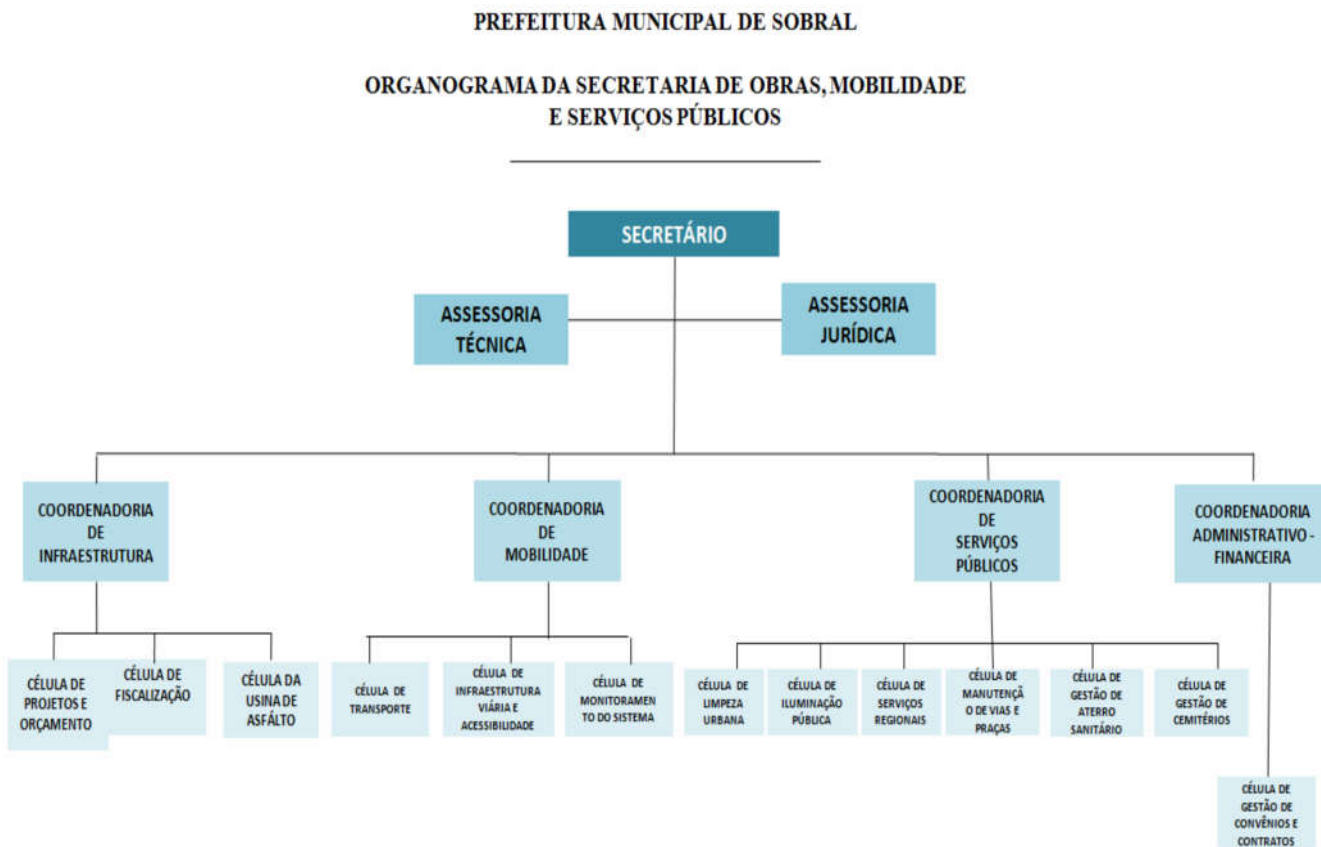 PREFEITURA MUNICIPAL DE SOBRAL
ORGANOGRAMA DA SECRETARIA DE OBRAS, MOBILIDADE
E SERVIÇOS PÚBLICOS
SECRETÁRIO
ASSESSORIA
TÉCNICA
ASSESSORIA
JURÍDICA
COORDENADORIA
DE
INFRAESTRUTURA
COORDENADORIA
DE
MOBILIDADE
COORDENADORIA
DE
SERVIÇOS
PÚBLICOS
COORDENADORIA
ADMINISTRATIVO -
FINANCEIRA
CÉLULA DE
PROJETOS E
ORÇAMENTO
CÉLULA DE
FISCALIZAÇÃO
CÉLULA DA
USINA DE
ASFÁLTO
CÉLULA DE
TRANSPORTE
CÉLULA DE
INFRAESTRUTURA
VIÁRIA E
ACESSIBILIDADE
CÉLULA DE
MONITORAMEN
TO DO SISTEMA
CÉLULA DE
LIMPEZA
URBANA
CÉLULA DE
ILUMINAÇÃO
PÚBLICA
CÉLULA DE
SERVIÇOS
REGIONAIS
CÉLULA DE
MANUTENÇÃ
O DE VIAS E
PRAÇAS
CÉLULA DE
GESTÃO DE
ATERRO
SANITÁRIO
CÉLULA DE
GESTÃO DE
CEMITÉRIOS
CÉLULA DE
GESTÃO DE
CONVÊNIOS E
CONTRATOS